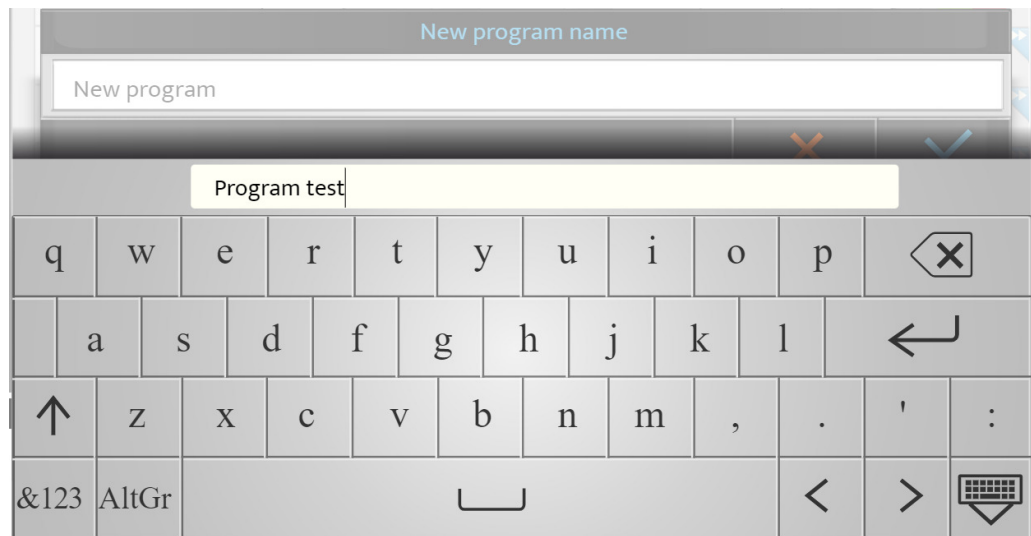 New program name
New program
Program test
q w e r t y u i o p
a s d f g h j k l
z x c v b n m , . ' :
&123 AltGr < >